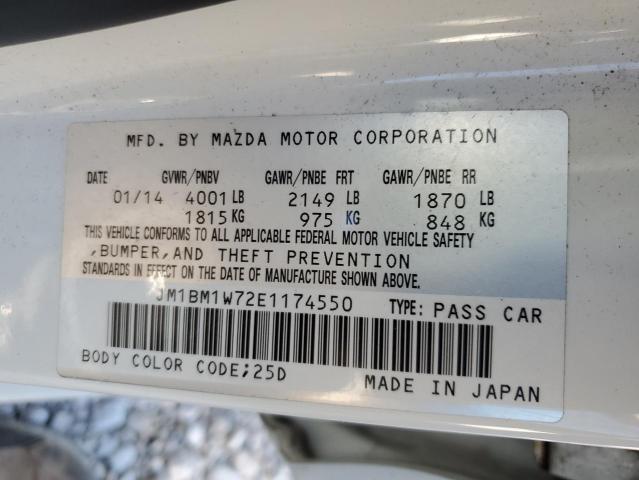 MFD. BY MAZDA MOTOR CORPORATION
DATE GVWR/PNBV GAWR/PNBE FRT GAWR/PNBE RR
01/14 4001 LB 2149 LB 1870 LB
1815 KG 975 KG 848 KG
THIS VEHICLE CONFORMS TO ALL APPLICABLE FEDERAL MOTOR VEHICLE SAFETY
,BUMPER,AND THEFT PREVENTION
STANDARDS IN EFFECT ON THE DATE OF MANUFACTURE SHOWN ABOVE.
JM1BM1W72E1174550 TYPE: PASS CAR
BODY COLOR CODE;25D MADE IN JAPAN